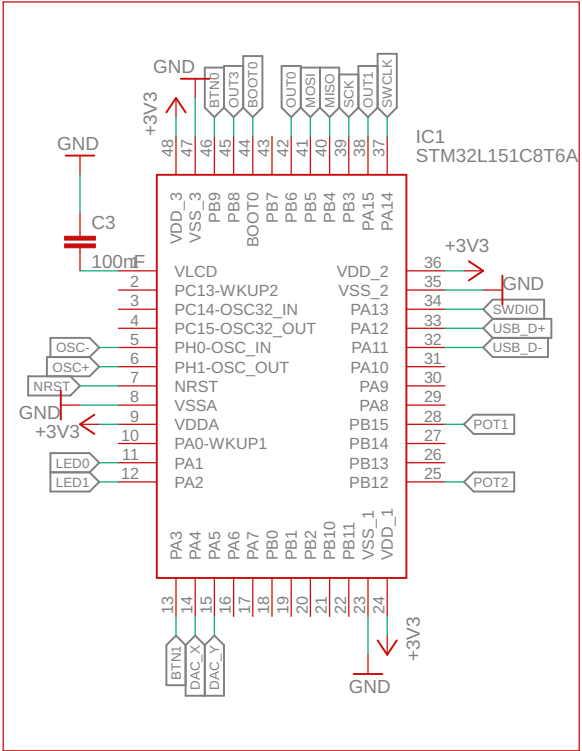 GND
+3V3
BTN0
OUT3
BOOT0
OUT0
MOSI
MISO
SCK
OUT1
SWCLK
48
47
46
45
44
43
42
41
40
39
38
37
IC1
STM32L151C8T6A
GND
C3
100nF
VDD_3
VSS_3
PB9
PB8
BOOT0
PB7
PB6
PB5
PB4
PB3
PA15
PA14
1 VLCD
2 PC13-WKUP2
3 PC14-OSC32_IN
4 PC15-OSC32_OUT
OSC- 5 PH0-OSC_IN
OSC+ 6 PH1-OSC_OUT
NRST 7 NRST
GND 8 VSSA
+3V3 9 VDDA
10 PA0-WKUP1
LED0 11 PA1
LED1 12 PA2
VDD_2 36 +3V3
VSS_2 35 GND
PA13 34 SWDIO
PA12 33 USB_D+
PA11 32 USB_D-
PA10 31
PA9 30
PA8 29
PB15 28 POT1
PB14 27
PB13 26
PB12 25 POT2
PA3
PA4
PA5
PA6
PA7
PB0
PB1
PB2
PB10
PB11
VSS_1
VDD_1
13
14
15
16
17
18
19
20
21
22
23
24
BTN1
DAC_X
DAC_Y
GND
+3V3